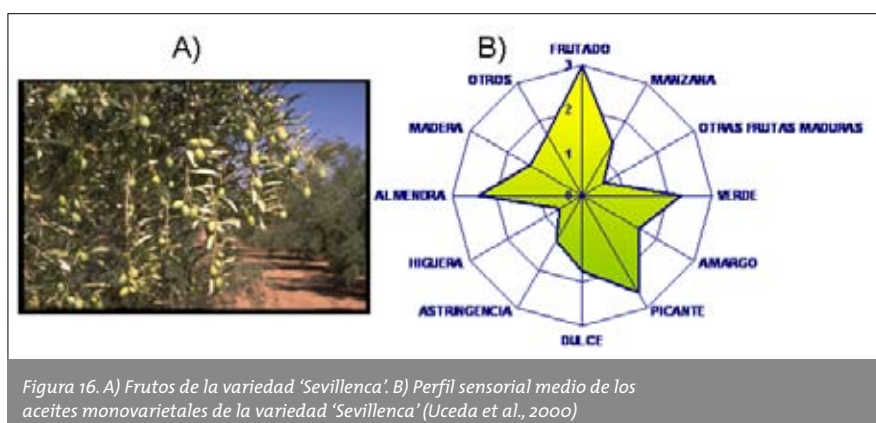 A)
B)
FRUTADO
3
OTROS
MANZANA
2
MADERA
OTRAS FRUTAS MADURAS
1
ALMENDRA
0
VERDE
HIGUERA
AMARGO
ASTRINGENCIA
PICANTE
DULCE
Figura 16. A) Frutos de la variedad ‘Sevillenca’. B) Perfil sensorial medio de los
aceites monovarietales de la variedad ‘Sevillenca’ (Uceda et al., 2000)